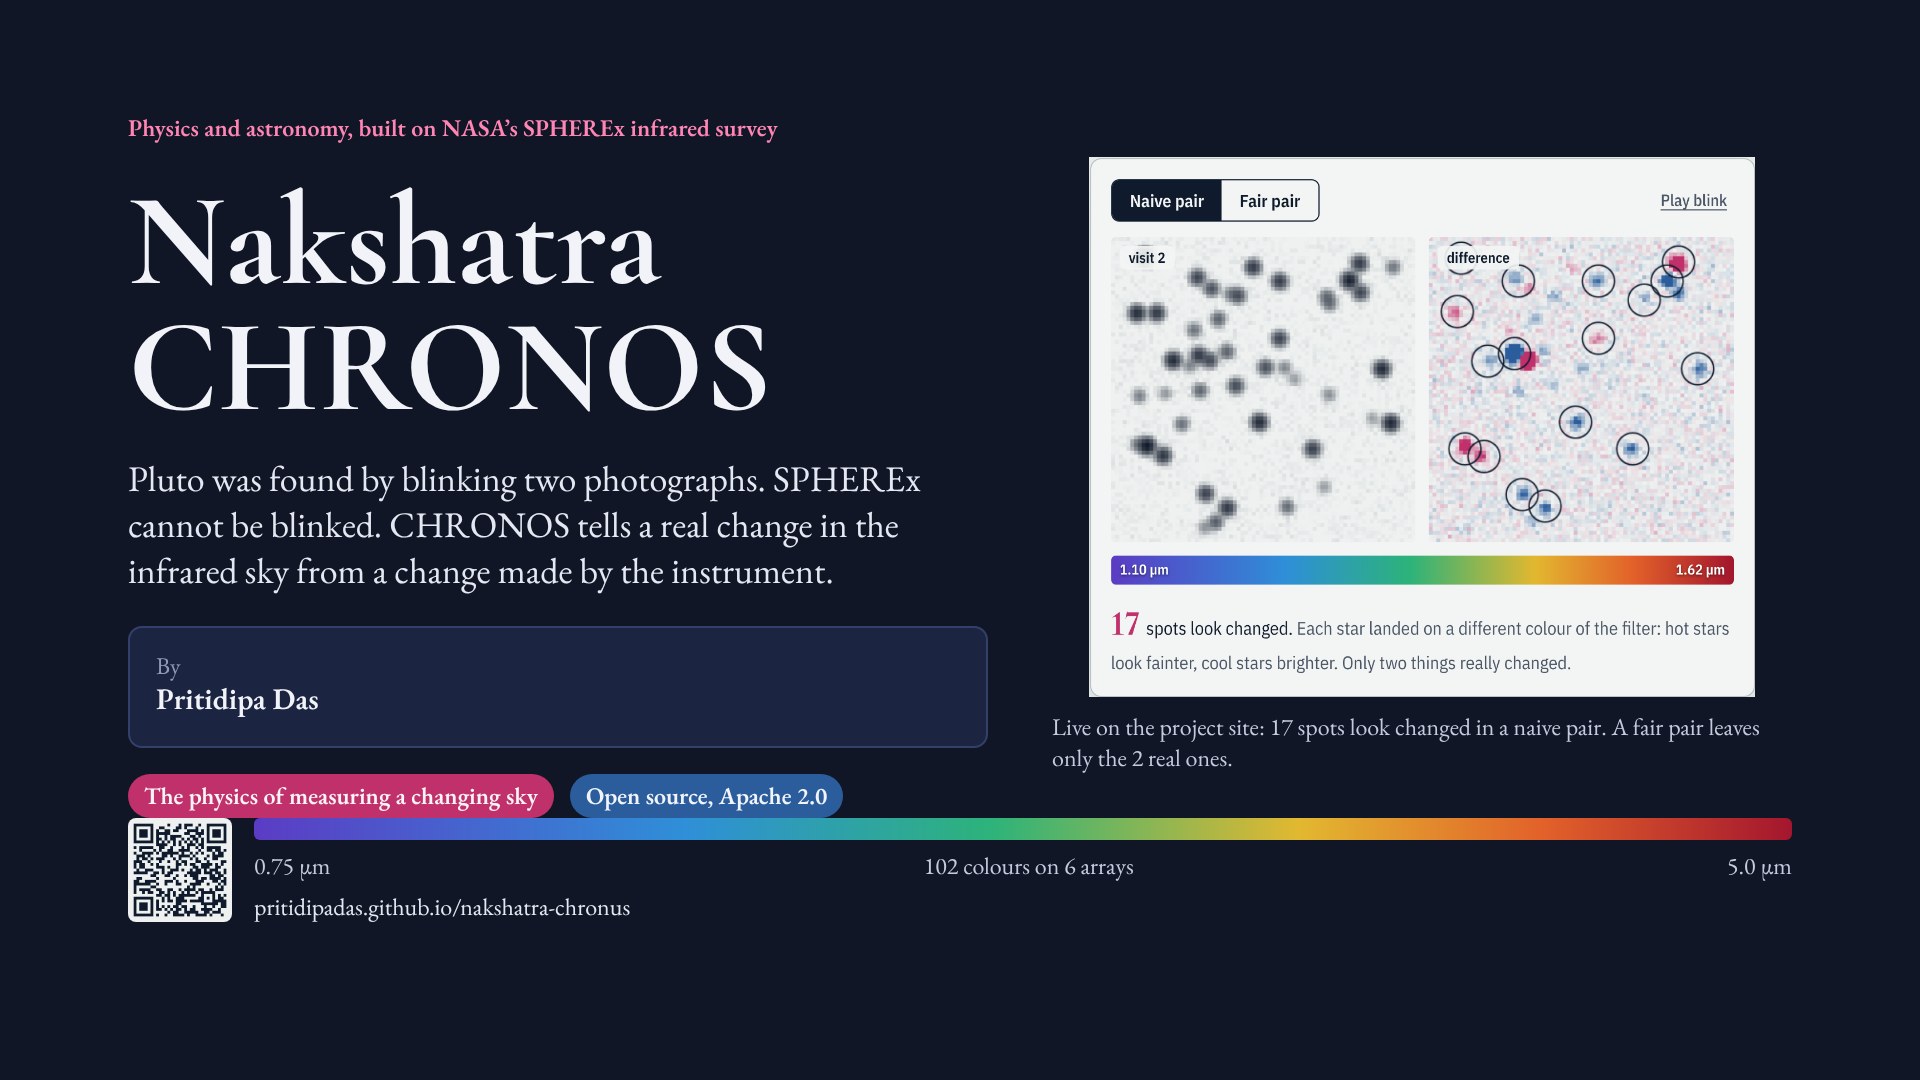 Physics and astronomy, built on NASA’s SPHEREx infrared survey
Nakshatra
CHRONOS
Pluto was found by blinking two photographs. SPHEREx
cannot be blinked. CHRONOS tells a real change in the
infrared sky from a change made by the instrument.
By
Pritidipa Das
The physics of measuring a changing sky
Open source, Apache 2.0
Naive pair
Fair pair
Play blink
visit 2
difference
1.10 µm
1.62 µm
17 spots look changed. Each star landed on a different colour of the filter: hot stars
look fainter, cool stars brighter. Only two things really changed.
Live on the project site: 17 spots look changed in a naive pair. A fair pair leaves
only the 2 real ones.
0.75 µm
102 colours on 6 arrays
5.0 µm
pritidipadas.github.io/nakshatra-chronus